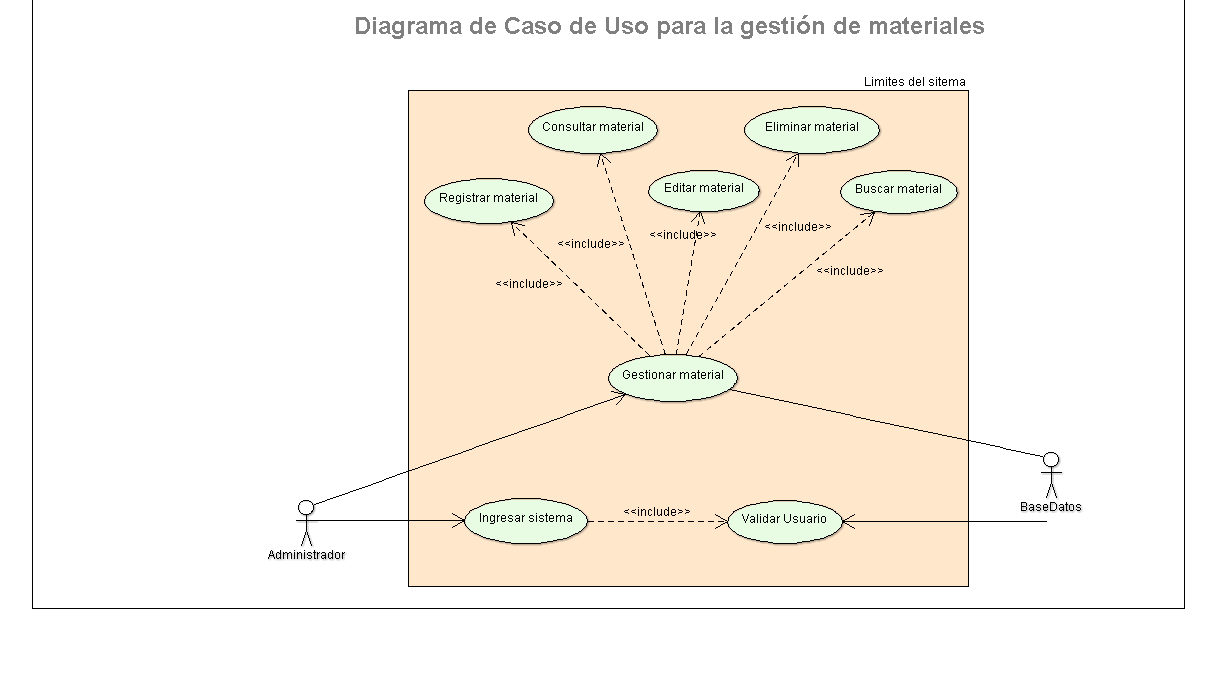 Diagrama de Caso de Uso para la gestión de materiales
Limites del sitema
Consultar material
Eliminar material
Registrar material
Editar material
Buscar material
<<include>>
<<include>>
<<include>>
<<include>>
<<include>>
Gestionar material
Ingresar sistema
<<include>>
Validar Usuario
BaseDatos
Administrador